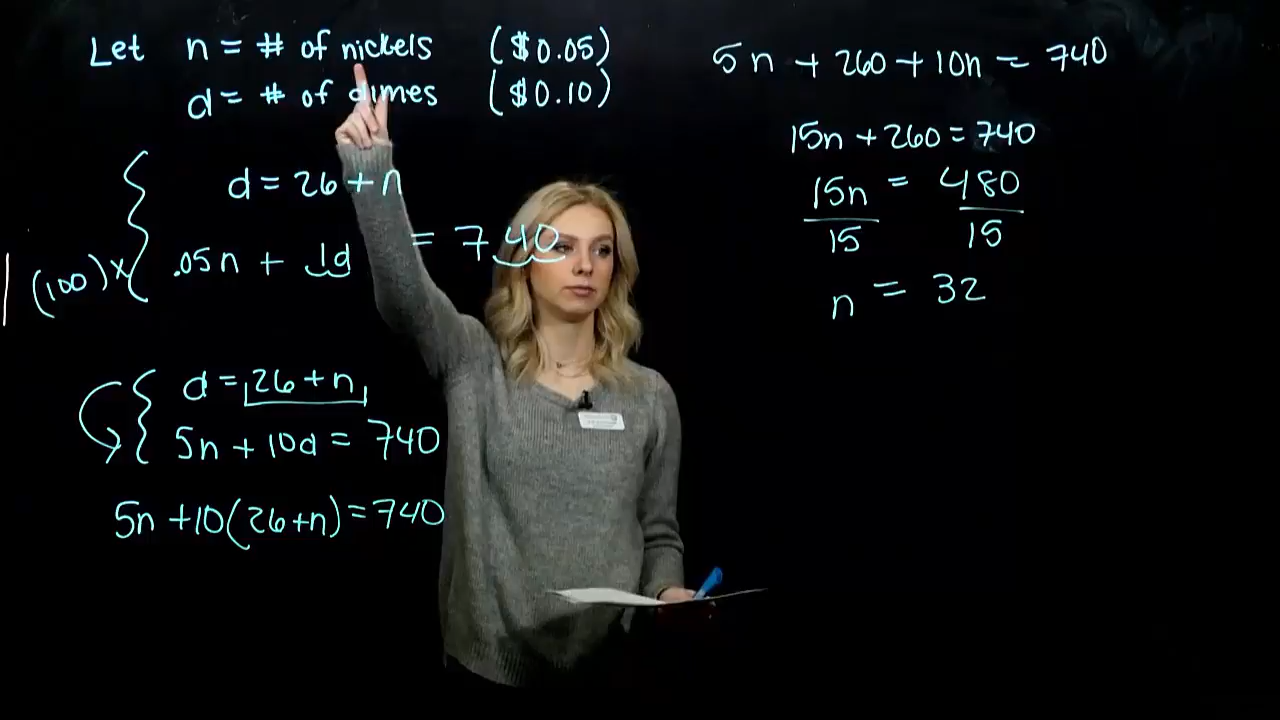 Let n = # of nickels ($0.05)
d = # of dimes ($0.10)
d = 26 + n
(100) x .05n + .1d = 7.40
d = 26 + n
5n + 10d = 740
5n + 10(26+n) = 740
5n + 260 + 10n = 740
15n + 260 = 740
15n = 480
15 15
n = 32